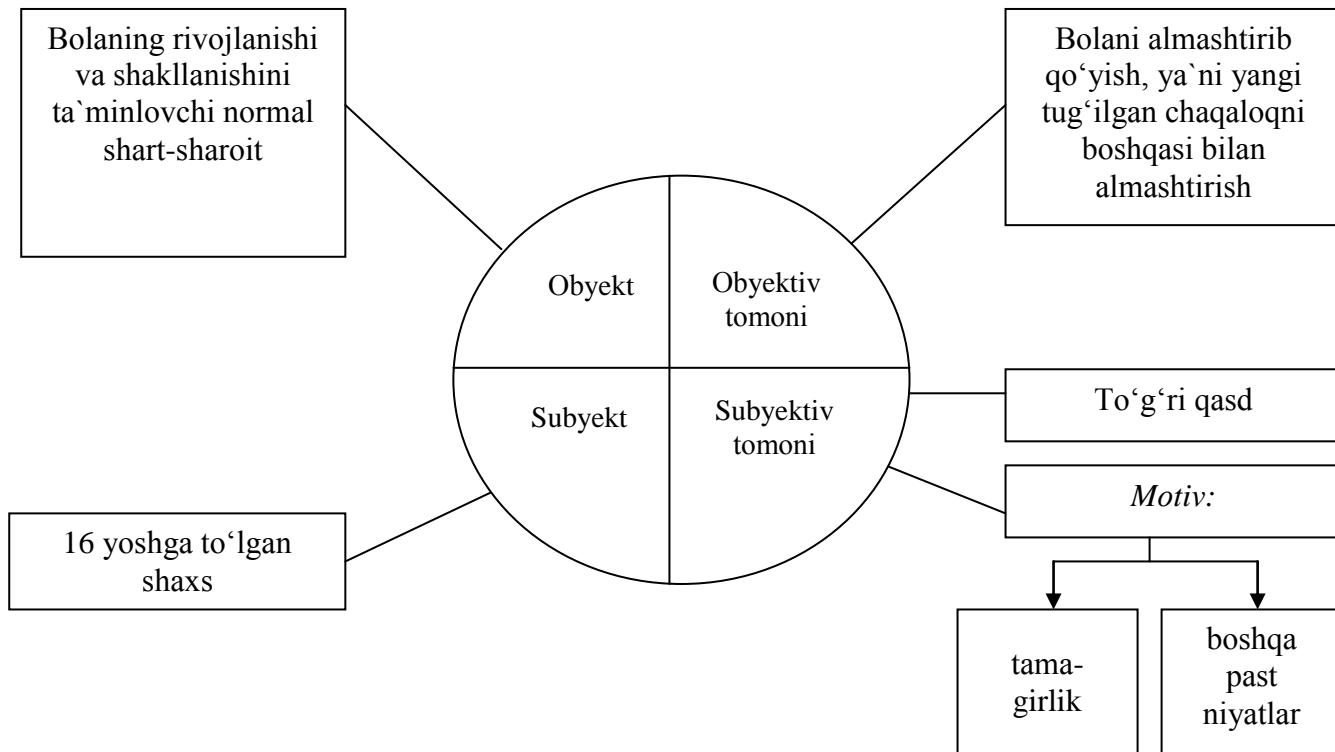 Bolaning rivojlanishi
va shakllanishini
ta`minlovchi normal
shart-sharoit
Bolani almashtirib
qo‘yish, ya`ni yangi
tug‘ilgan chaqaloqni
boshqasi bilan
almashtirish
Obyekt
Obyektiv
tomoni
Subyekt
Subyektiv
tomoni
To‘g‘ri qasd
Motiv:
16 yoshga to‘lgan
shaxs
tama-
girlik
boshqa
past
niyatlar